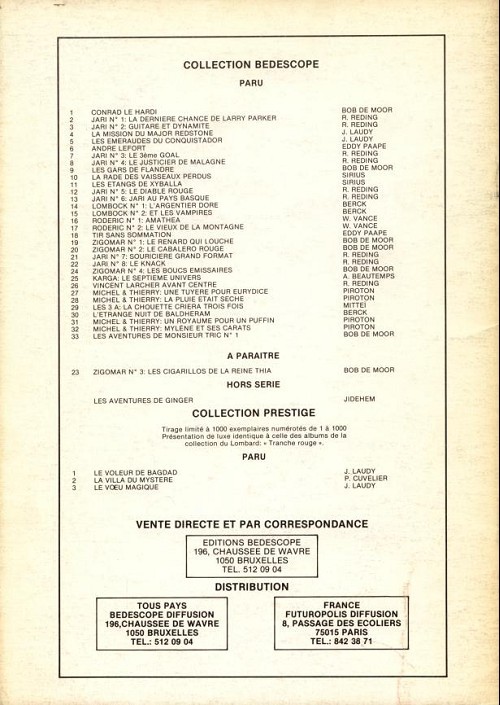 COLLECTION BEDESCOPE
PARU
1 CONRAD LE HARDI BOB DE MOOR
2 JARI N° 1: LA DERNIERE CHANCE DE LARRY PARKER R. REDING
3 JARI N° 2: GUITARE ET DYNAMITE R. REDING
4 LA MISSION DU MAJOR REDSTONE J. LAUDY
5 LES EMERAUDES DU CONQUISTADOR J. LAUDY
6 ANDRE LEFORT EDDY PAAPE
7 JARI N° 3: LE 3éme GOAL R. REDING
8 JARI N° 4: LE JUSTICIER DE MALAGNE R. REDING
9 LES GARS DE FLANDRE BOB DE MOOR
10 LA RADE DES VAISSEAUX PERDUS SIRIUS
11 LES ETANGS DE XYBALLA SIRIUS
12 JARI N° 5: LE DIABLE ROUGE R. REDING
13 JARI N° 6: JARI AU PAYS BASQUE R. REDING
14 LOMBOCK N° 1: L'ARGENTIER DORE BERCK
15 LOMBOCK N° 2: ET LES VAMPIRES BERCK
16 RODERIC N° 1: AMATHEA W. VANCE
17 RODERIC N° 2: LE VIEUX DE LA MONTAGNE W. VANCE
18 TIR SANS SOMMATION EDDY PAAPE
19 ZIGOMAR N° 1: LE RENARD QUI LOUCHE BOB DE MOOR
20 ZIGOMAR N° 2: LE CABALERO ROUGE BOB DE MOOR
21 JARI N° 7: SOURICIERE GRAND FORMAT R. REDING
22 JARI N° 8: LE KNACK R. REDING
24 ZIGOMAR N° 4: LES BOUCS EMISSAIRES BOB DE MOOR
25 KARGA: LE SEPTIEME UNIVERS A. BEAUTEMPS
26 VINCENT LARCHER AVANT CENTRE R. REDING
27 MICHEL & THIERRY: UNE TUYERE POUR EURYDICE PIROTON
28 MICHEL & THIERRY: LA PLUIE ETAIT SECHE PIROTON
29 LES 3 A: LA CHOUETTE CRIERA TROIS FOIS MITTEÏ
30 L'ETRANGE NUIT DE BALDHERAM BERCK
31 MICHEL & THIERRY: UN ROYAUME POUR UN PUFFIN PIROTON
32 MICHEL & THIERRY: MYLENE ET SES CARATS PIROTON
33 LES AVENTURES DE MONSIEUR TRIC N° 1 BOB DE MOOR
A PARAITRE
23 ZIGOMAR N° 3: LES CIGARILLOS DE LA REINE THIA BOB DE MOOR
HORS SERIE
LES AVENTURES DE GINGER JIDEHEM
COLLECTION PRESTIGE
Tirage limité à 1000 exemplaires numérotés de 1 à 1000
Présentation de luxe identique à celle des albums de la
collection du Lombard: « Tranche rouge ».
PARU
1 LE VOLEUR DE BAGDAD J. LAUDY
2 LA VILLA DU MYSTERE P. CUVELIER
3 LE VŒU MAGIQUE J. LAUDY
VENTE DIRECTE ET PAR CORRESPONDANCE
EDITIONS BEDESCOPE
196, CHAUSSEE DE WAVRE
1050 BRUXELLES
TEL. 512 09 04
DISTRIBUTION
TOUS PAYS
BEDESCOPE DIFFUSION
196,CHAUSSEE DE WAVRE
1050 BRUXELLES
TEL.: 512 09 04
FRANCE
FUTUROPOLIS DIFFUSION
8, PASSAGE DES ECOLIERS
75015 PARIS
TEL.: 842 38 71